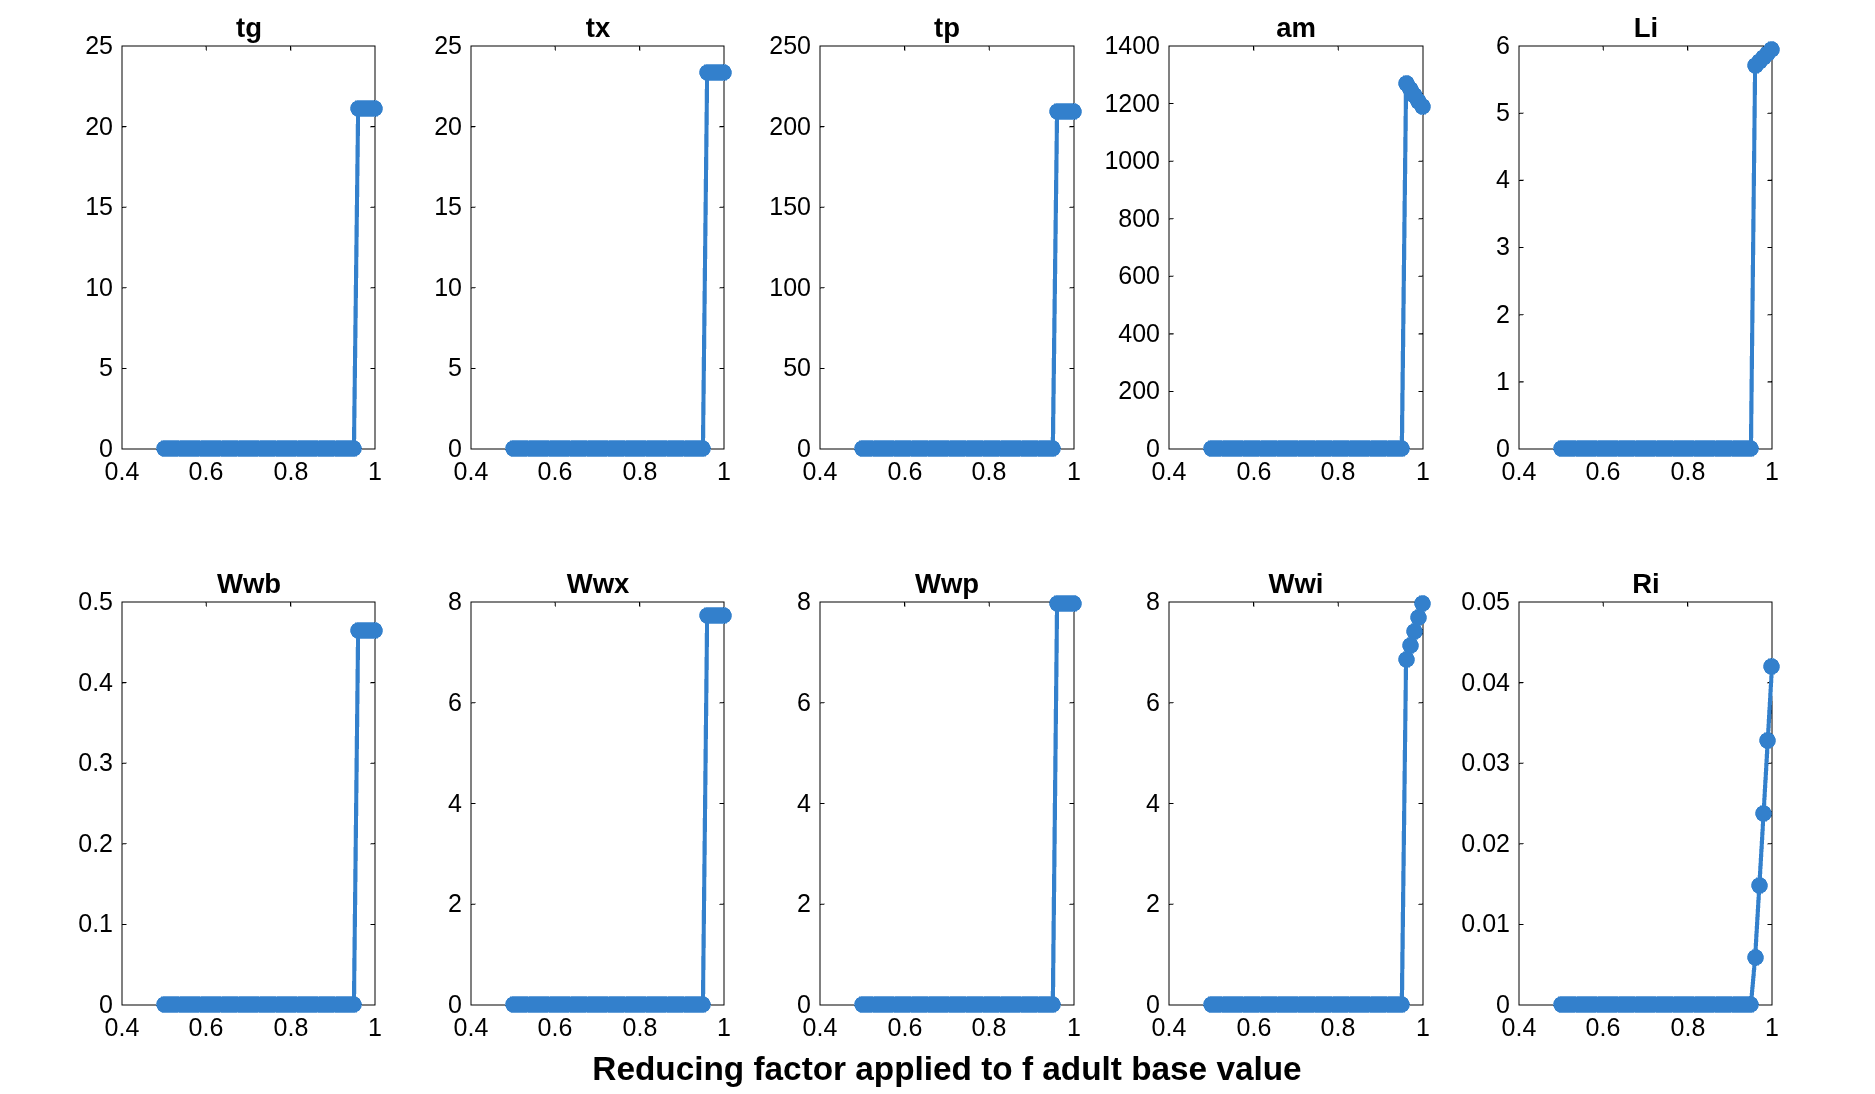 tg tx tp am Li
25 25 250 1400 6
20 20 200 1200 5
15 15 150 1000 4
10 10 100 800 3
5 5 50 600 2
0 0 0 400 1
200 0
0
0.4 0.6 0.8 1 0.4 0.6 0.8 1 0.4 0.6 0.8 1 0.4 0.6 0.8 1 0.4 0.6 0.8 1
Wwb Wwx Wwp Wwi Ri
0.5 8 8 8 0.05
0.4 6 6 6 0.04
0.3 4 4 4 0.03
0.2 2 2 2 0.02
0.1 0 0 0 0.01
0 0
0.4 0.6 0.8 1 0.4 0.6 0.8 1 0.4 0.6 0.8 1 0.4 0.6 0.8 1 0.4 0.6 0.8 1
Reducing factor applied to f adult base value